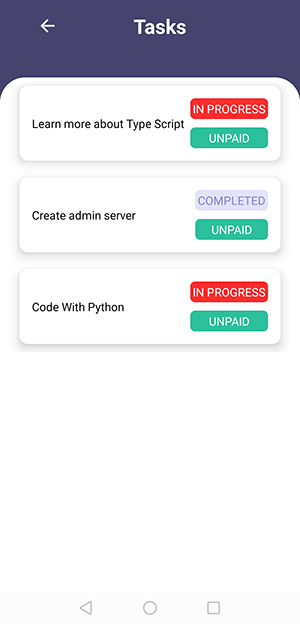 Tasks
IN PROGRESS
Learn more about Type Script
UNPAID
COMPLETED
Create admin server
UNPAID
IN PROGRESS
Code With Python
UNPAID